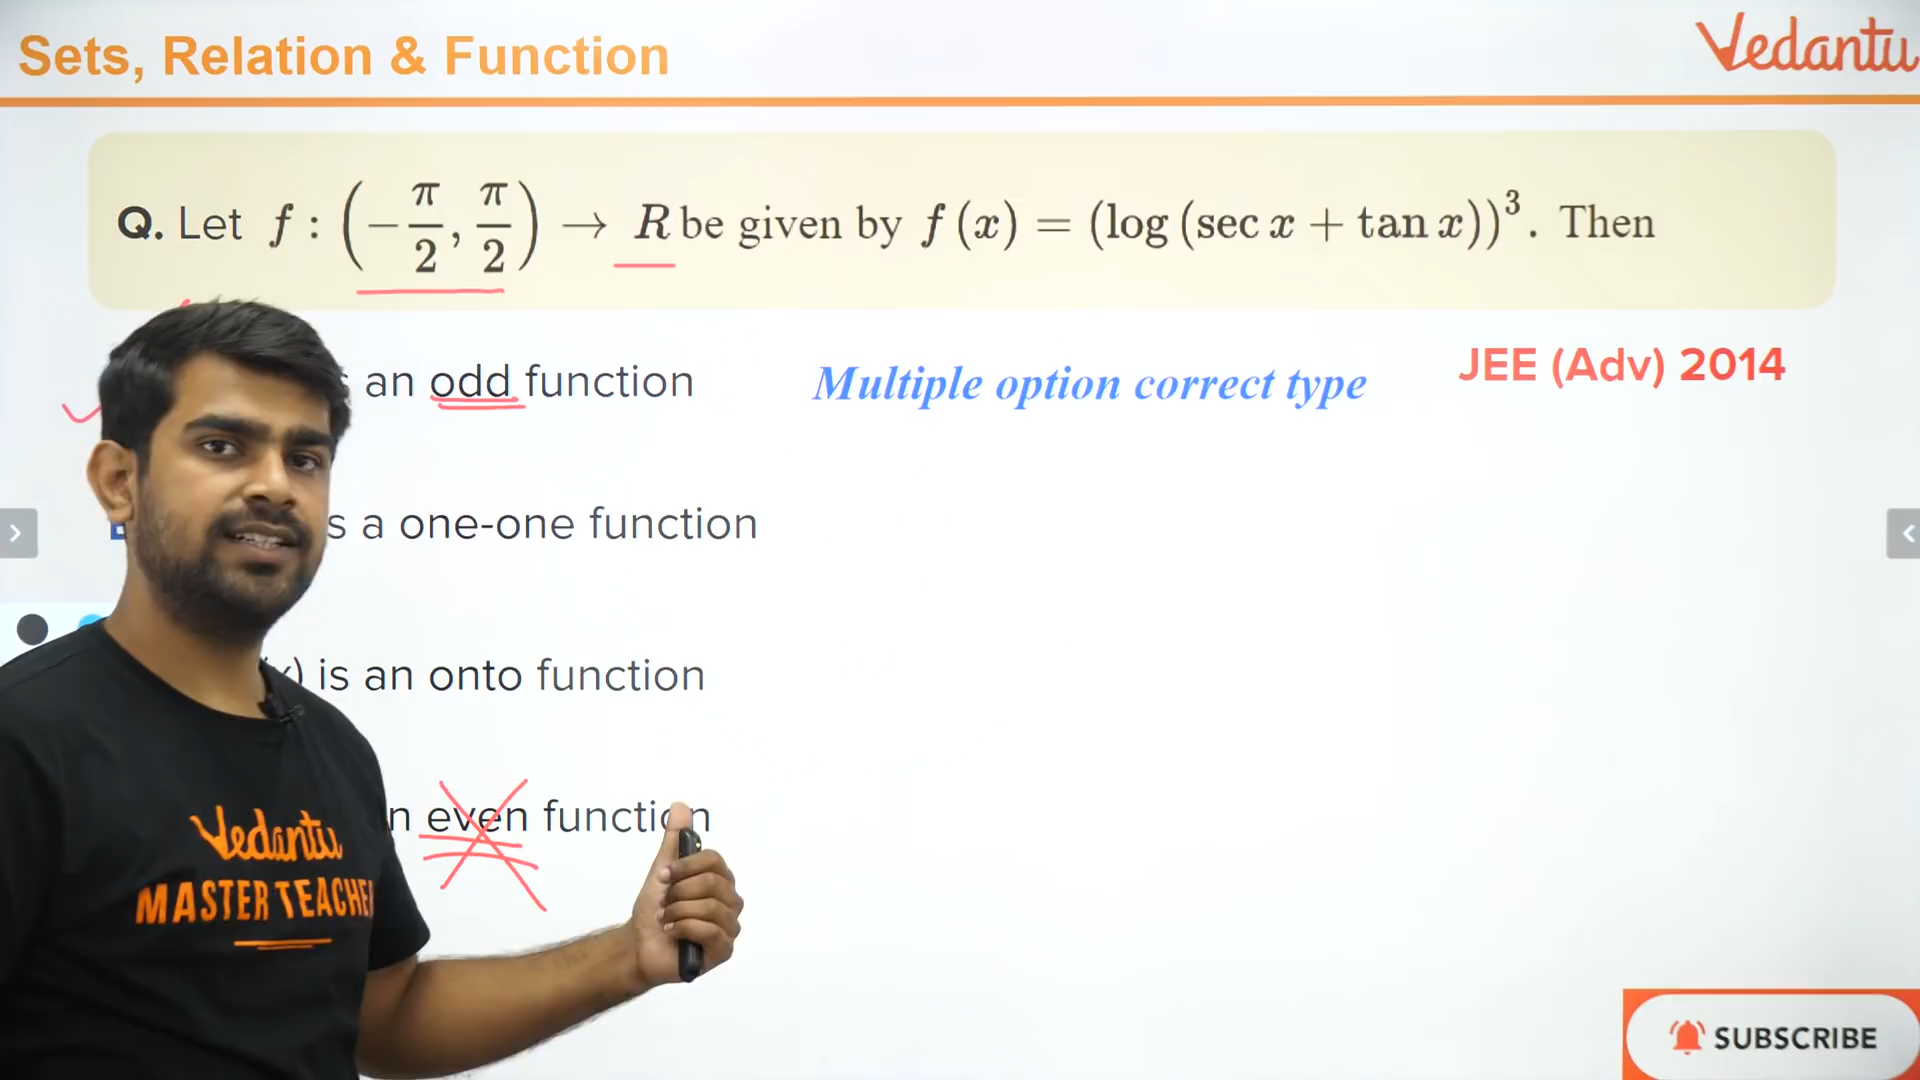 Sets, Relation & Function
Vedantu
Q. Let f : (−π/2, π/2) → R be given by f (x) = (log (sec x + tan x))³. Then
an odd function
Multiple option correct type
JEE (Adv) 2014
s a one-one function
) is an onto function
n even function
Vedantu
MASTER TEACHE
SUBSCRIBE